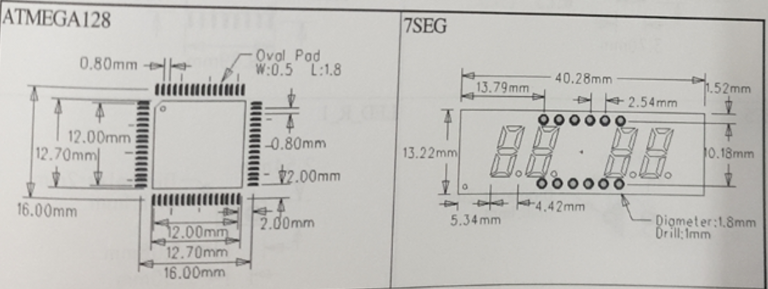 ATMEGA128
0.80mm
Oval Pad
W:0.5 L:1.8
12.00mm
12.70mm
16.00mm
0.80mm
2.00mm
12.00mm
2.00mm
12.70mm
16.00mm
7SEG
40.28mm
13.79mm
2.54mm
1.52mm
13.22mm
10.18mm
5.34mm
4.42mm
Diameter:1.8mm
Drill:1mm